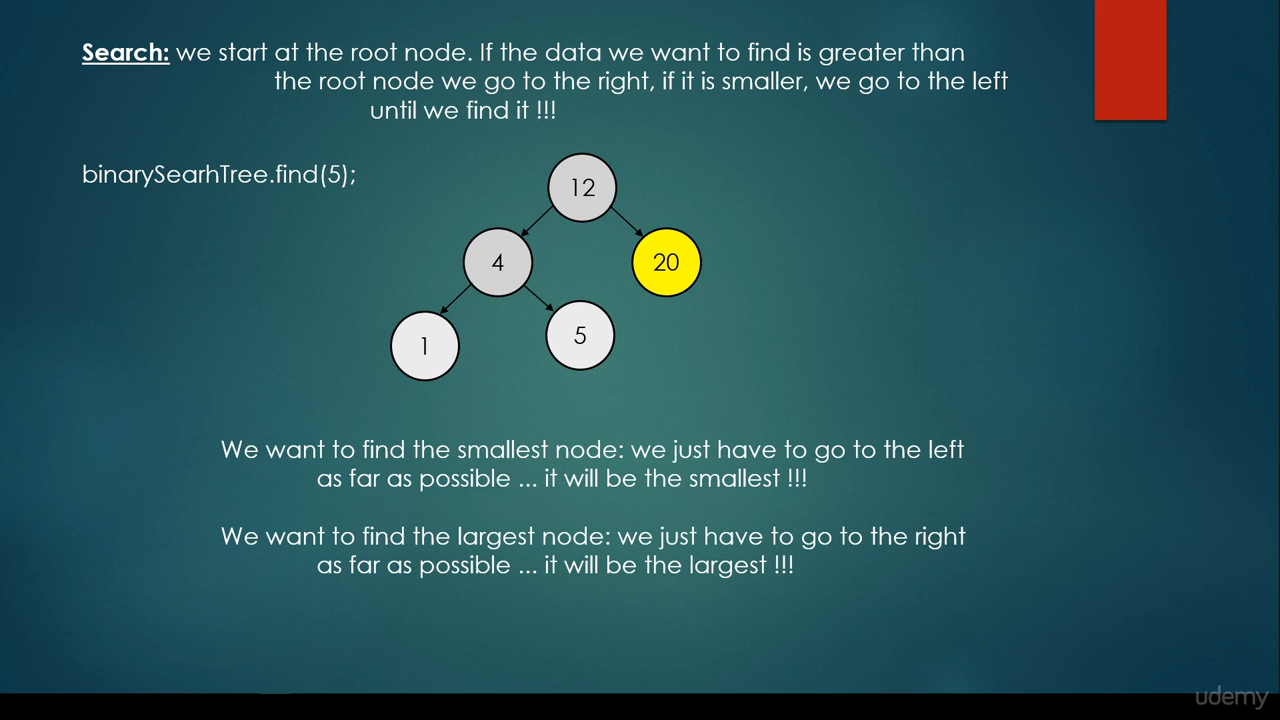 Search: we start at the root node. If the data we want to find is greater than
the root node we go to the right, if it is smaller, we go to the left
until we find it !!!
binarySearhTree.find(5);
12
4
20
1
5
We want to find the smallest node: we just have to go to the left
as far as possible ... it will be the smallest !!!
We want to find the largest node: we just have to go to the right
as far as possible ... it will be the largest !!!
udemy